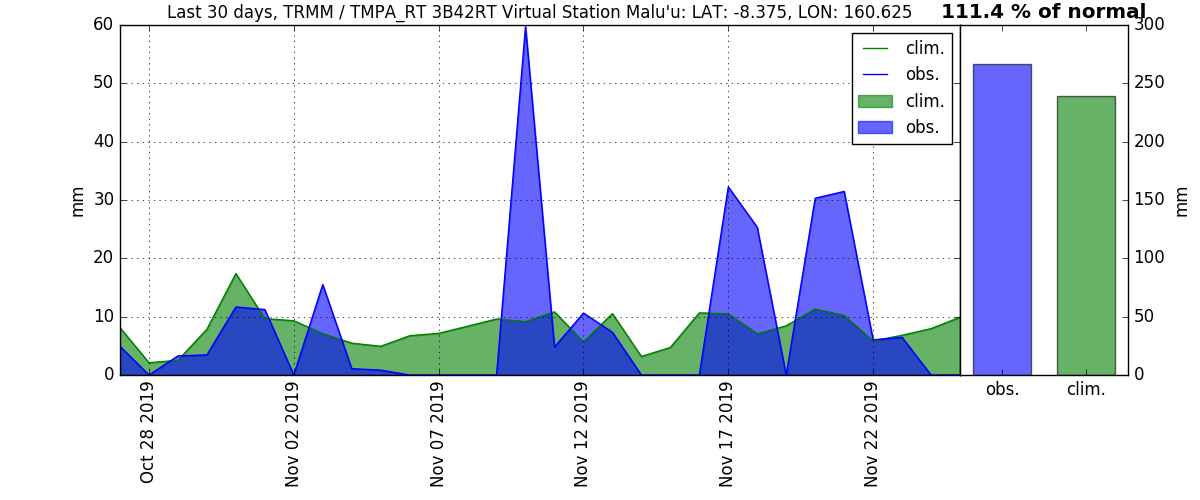 Last 30 days, TRMM / TMPA_RT 3B42RT Virtual Station Malu'u: LAT: -8.375, LON: 160.625
111.4 % of normal
60
50
40
30
20
10
0
mm
Oct 28 2019
Nov 02 2019
Nov 07 2019
Nov 12 2019
Nov 17 2019
Nov 22 2019
clim.
obs.
clim.
obs.
300
250
200
150
100
50
0
mm
obs.
clim.